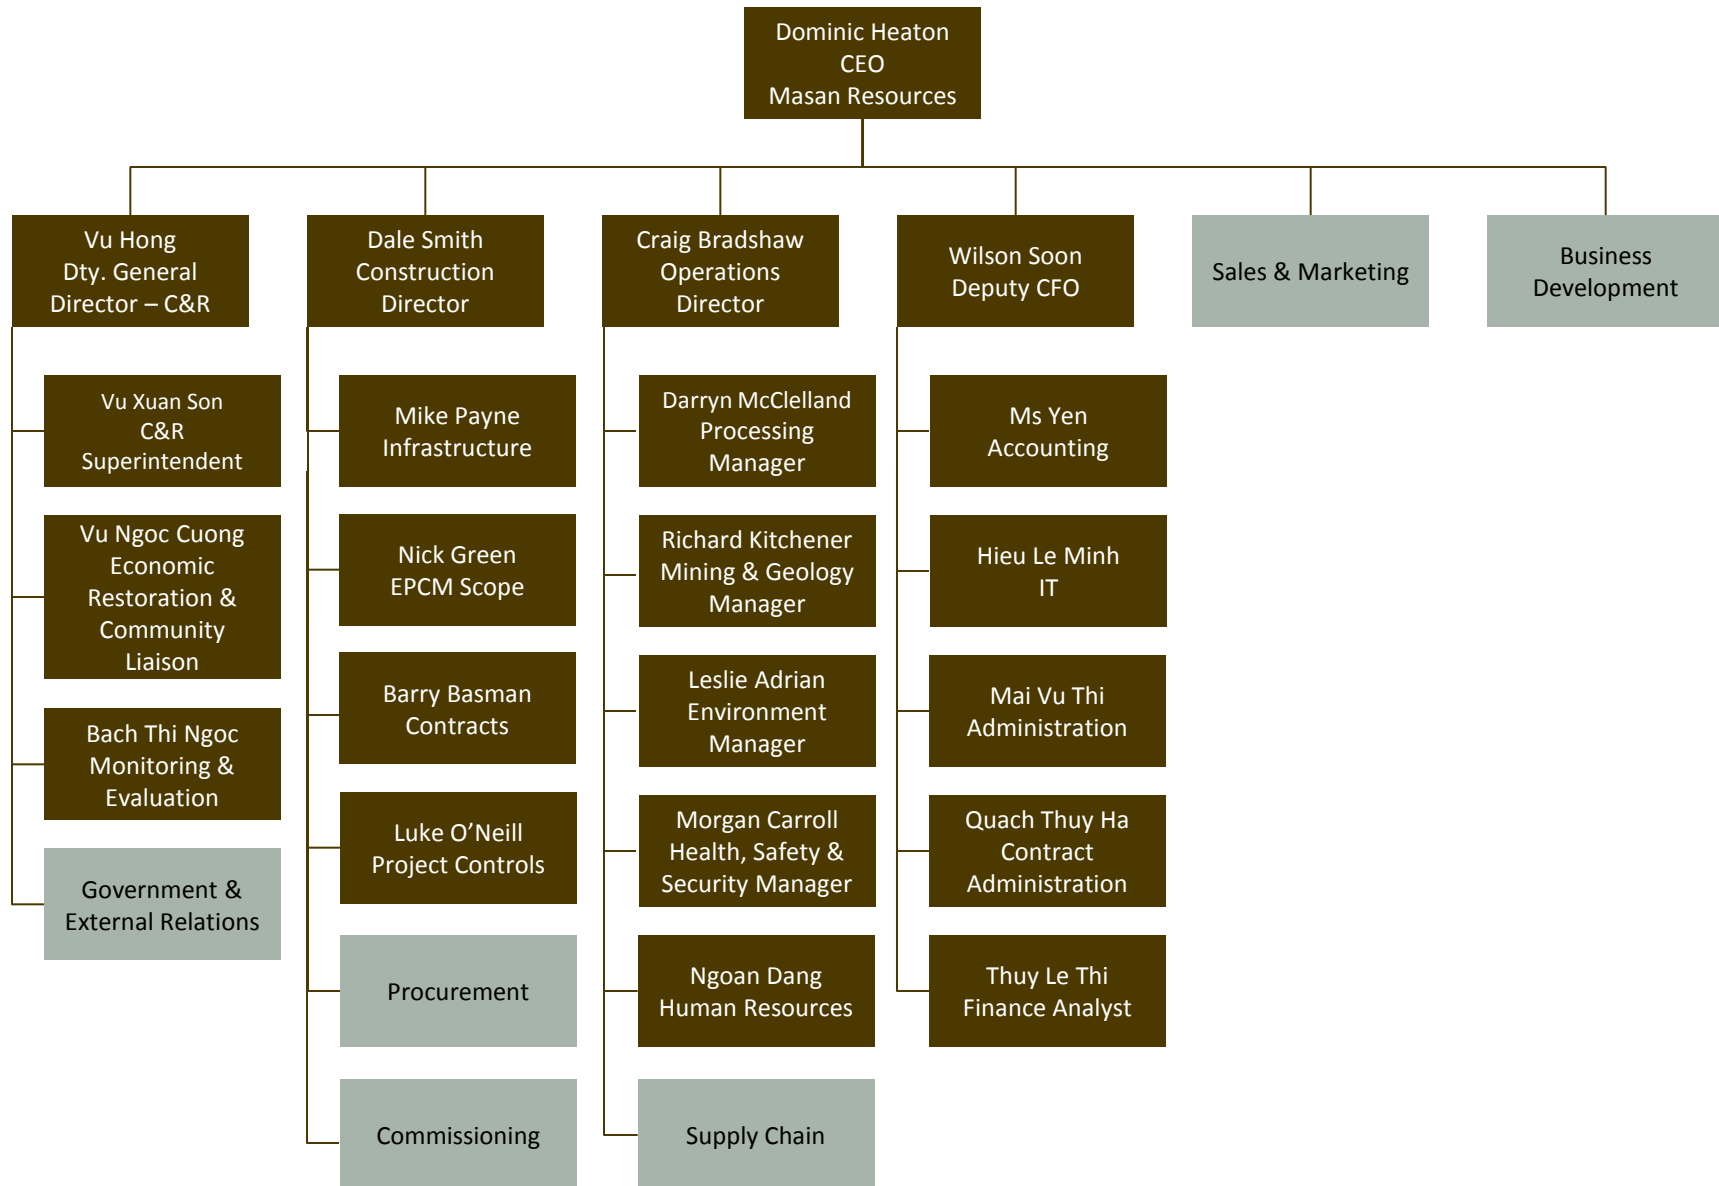 Dominic Heaton
CEO
Masan Resources
Vu Hong
Dty. General
Director – C&R
Dale Smith
Construction
Director
Craig Bradshaw
Operations
Director
Wilson Soon
Deputy CFO
Sales & Marketing
Business
Development
Vu Xuan Son
C&R
Superintendent
Vu Ngoc Cuong
Economic
Restoration &
Community
Liaison
Bach Thi Ngoc
Monitoring &
Evaluation
Government &
External Relations
Mike Payne
Infrastructure
Nick Green
EPCM Scope
Barry Basman
Contracts
Luke O’Neill
Project Controls
Procurement
Commissioning
Darryn McClelland
Processing
Manager
Richard Kitchener
Mining & Geology
Manager
Leslie Adrian
Environment
Manager
Morgan Carroll
Health, Safety &
Security Manager
Ngoan Dang
Human Resources
Supply Chain
Ms Yen
Accounting
Hieu Le Minh
IT
Mai Vu Thi
Administration
Quach Thuy Ha
Contract
Administration
Thuy Le Thi
Finance Analyst